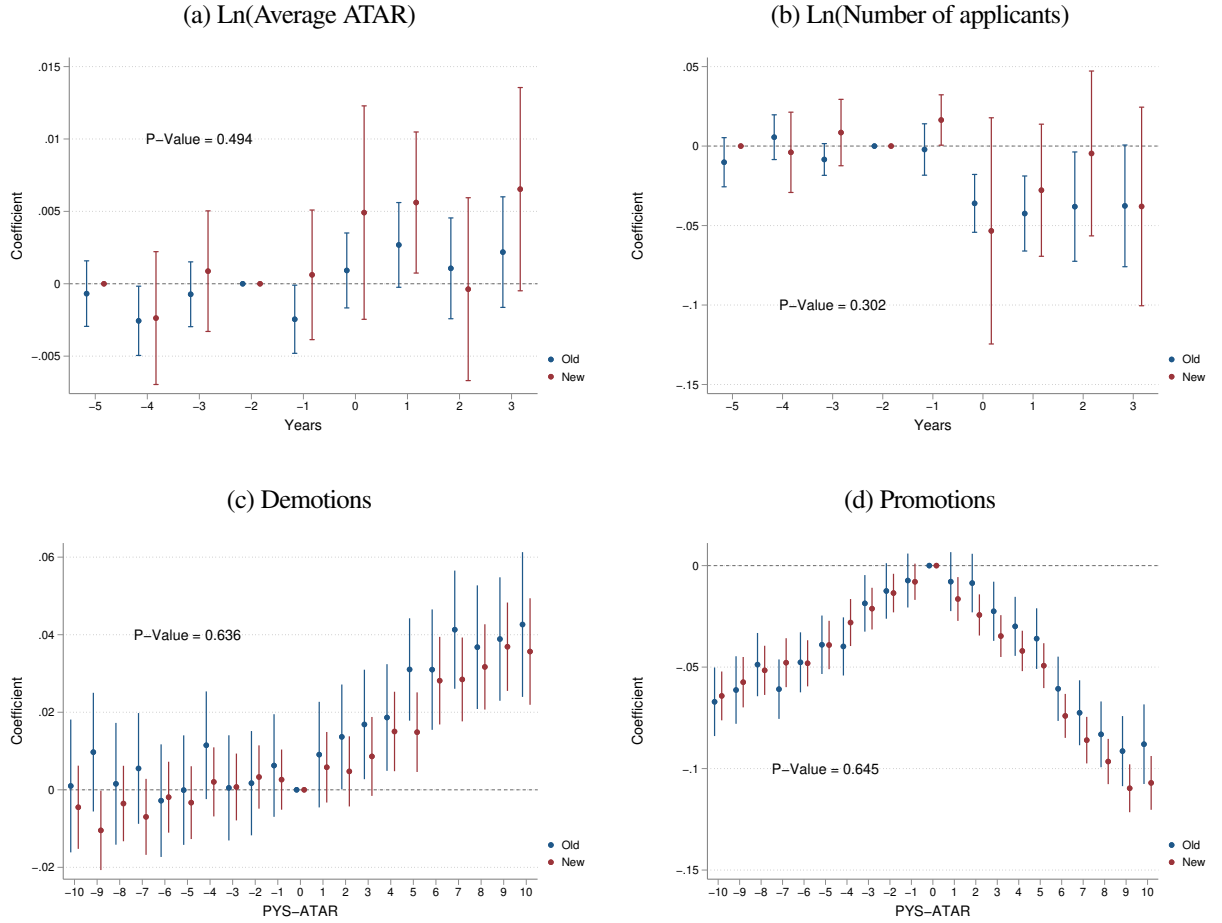 (a) Ln(Average ATAR)
.015
.01
.005
0
−.005
Coefficient
P−Value = 0.494
−5 −4 −3 −2 −1 0 1 2 3
Years
Old
New
(b) Ln(Number of applicants)
.05
0
−.05
−.1
−.15
Coefficient
P−Value = 0.302
−5 −4 −3 −2 −1 0 1 2 3
Years
Old
New
(c) Demotions
.06
.04
.02
0
−.02
Coefficient
P−Value = 0.636
−10 −9 −8 −7 −6 −5 −4 −3 −2 −1 0 1 2 3 4 5 6 7 8 9 10
PYS−ATAR
Old
New
(d) Promotions
0
−.05
−.1
−.15
Coefficient
P−Value = 0.645
−10 −9 −8 −7 −6 −5 −4 −3 −2 −1 0 1 2 3 4 5 6 7 8 9 10
PYS−ATAR
Old
New